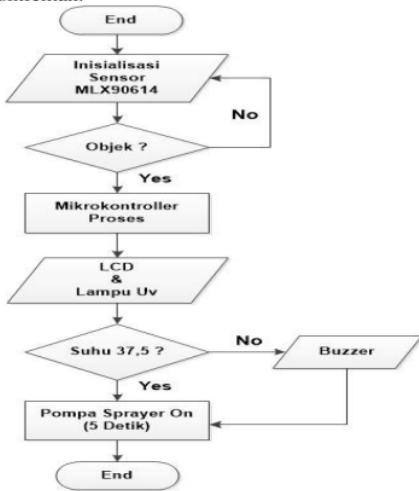 End
Inisialisasi
Sensor
MLX90614
No
Objek ?
Yes
Mikrokontroller
Proses
LCD
&
Lampu Uv
Suhu 37,5 ?
No
Buzzer
Yes
Pompa Sprayer On
(5 Detik)
End